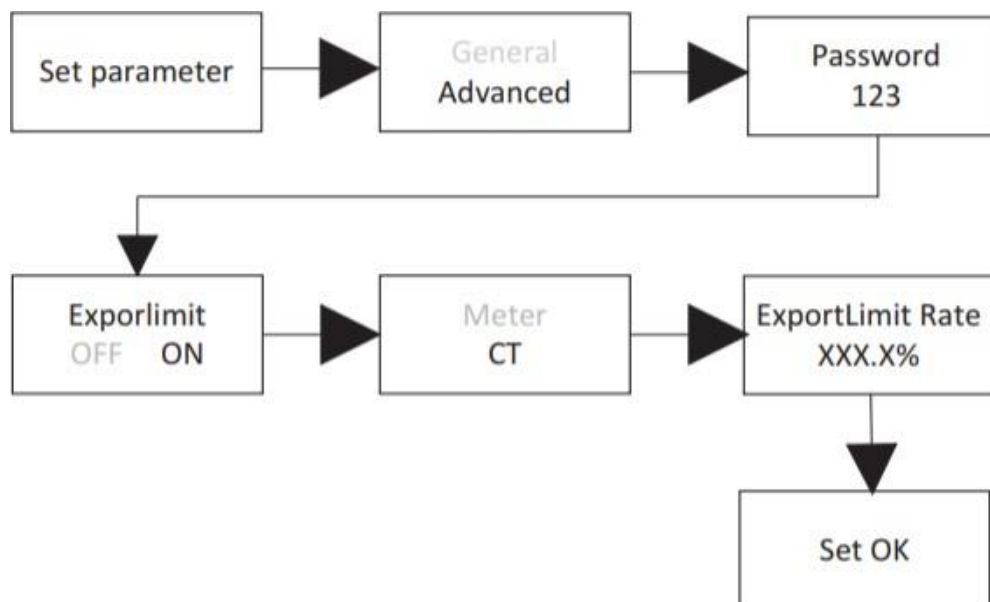 Set parameter
General
Advanced
Password
123
Exporlimit
OFF ON
Meter
CT
ExportLimit Rate
XXX.X%
Set OK